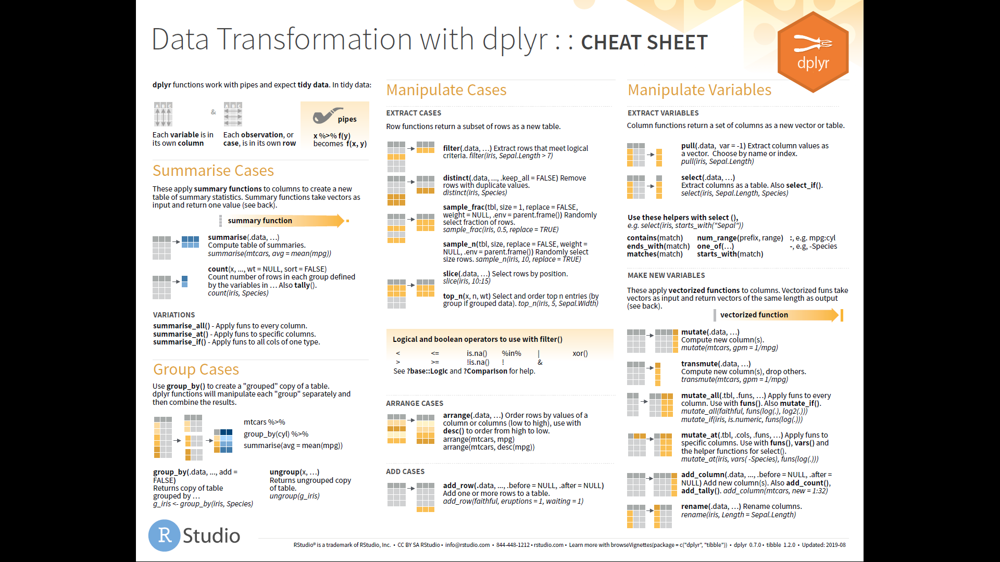 Data Transformation with dplyr : : CHEAT SHEET
dplyr
dplyr functions work with pipes and expect tidy data. In tidy data:
A B C
&
A B C
pipes
Each variable is in
its own column
Each observation, or
case, is in its own row
x %>% f(y)
becomes f(x, y)
Summarise Cases
These apply summary functions to columns to create a new
table of summary statistics. Summary functions take vectors as
input and return one value (see back).
summary function
summarise(.data, …)
Compute table of summaries.
summarise(mtcars, avg = mean(mpg))
count(x, ..., wt = NULL, sort = FALSE)
Count number of rows in each group defined
by the variables in … Also tally().
count(iris, Species)
VARIATIONS
summarise_all() - Apply funs to every column.
summarise_at() - Apply funs to specific columns.
summarise_if() - Apply funs to all cols of one type.
Group Cases
Use group_by() to create a "grouped" copy of a table.
dplyr functions will manipulate each "group" separately and
then combine the results.
mtcars %>%
group_by(cyl) %>%
summarise(avg = mean(mpg))
group_by(.data, ..., add =
FALSE)
Returns copy of table
grouped by …
g_iris <- group_by(iris, Species)
ungroup(x, …)
Returns ungrouped copy
of table.
ungroup(g_iris)
Manipulate Cases
EXTRACT CASES
Row functions return a subset of rows as a new table.
filter(.data, …) Extract rows that meet logical
criteria. filter(iris, Sepal.Length > 7)
distinct(.data, ..., .keep_all = FALSE) Remove
rows with duplicate values.
distinct(iris, Species)
sample_frac(tbl, size = 1, replace = FALSE,
weight = NULL, .env = parent.frame()) Randomly
select fraction of rows.
sample_frac(iris, 0.5, replace = TRUE)
sample_n(tbl, size, replace = FALSE, weight =
NULL, .env = parent.frame()) Randomly select
size rows. sample_n(iris, 10, replace = TRUE)
slice(.data, …) Select rows by position.
slice(iris, 10:15)
top_n(x, n, wt) Select and order top n entries (by
group if grouped data). top_n(iris, 5, Sepal.Width)
Logical and boolean operators to use with filter()
< <= is.na() %in% | xor()
> >= !is.na() ! &
See ?base::Logic and ?Comparison for help.
ARRANGE CASES
arrange(.data, …) Order rows by values of a
column or columns (low to high), use with
desc() to order from high to low.
arrange(mtcars, mpg)
arrange(mtcars, desc(mpg))
ADD CASES
add_row(.data, ..., .before = NULL, .after = NULL)
Add one or more rows to a table.
add_row(faithful, eruptions = 1, waiting = 1)
Manipulate Variables
EXTRACT VARIABLES
Column functions return a set of columns as a new vector or table.
pull(.data, var = -1) Extract column values as
a vector. Choose by name or index.
pull(iris, Sepal.Length)
select(.data, …)
Extract columns as a table. Also select_if().
select(iris, Sepal.Length, Species)
Use these helpers with select (),
e.g. select(iris, starts_with("Sepal"))
contains(match) num_range(prefix, range) :, e.g. mpg:cyl
ends_with(match) one_of(…) -, e.g, -Species
matches(match) starts_with(match)
MAKE NEW VARIABLES
These apply vectorized functions to columns. Vectorized funs take
vectors as input and return vectors of the same length as output
(see back).
vectorized function
mutate(.data, …)
Compute new column(s).
mutate(mtcars, gpm = 1/mpg)
transmute(.data, …)
Compute new column(s), drop others.
transmute(mtcars, gpm = 1/mpg)
mutate_all(.tbl, .funs, …) Apply funs to every
column. Use with funs(). Also mutate_if().
mutate_all(faithful, funs(log(.), log2(.)))
mutate_if(iris, is.numeric, funs(log(.)))
mutate_at(.tbl, .cols, .funs, …) Apply funs to
specific columns. Use with funs(), vars() and
the helper functions for select().
mutate_at(iris, vars( -Species), funs(log(.)))
add_column(.data, ..., .before = NULL, .after =
NULL) Add new column(s). Also add_count(),
add_tally(). add_column(mtcars, new = 1:32)
rename(.data, …) Rename columns.
rename(iris, Length = Sepal.Length)
R Studio
RStudio® is a trademark of RStudio, Inc. • CC BY SA RStudio • info@rstudio.com • 844-448-1212 • rstudio.com • Learn more with browseVignettes(package = c("dplyr", "tibble")) • dplyr 0.7.0 • tibble 1.2.0 • Updated: 2019-08